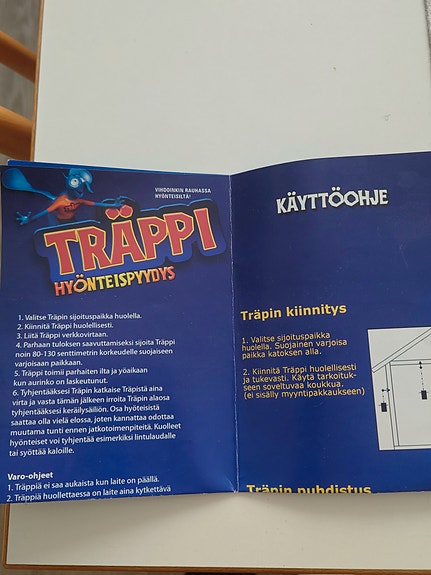 VIHDOINKIN RAUHASSA
HYÖNTEISILTÄ!
TRÄPPI
HYÖNTEISPYYDYS
1. Valitse Träpin sijoituspaikka huolella.
2. Kiinnitä Träppi huolellisesti.
3. Liitä Träppi verkkovirtaan.
4. Parhaan tuloksen saavuttamiseksi sijoita Träppi
noin 80-130 senttimetrin korkeudelle suojaiseen
varjoisaan paikkaan.
5. Träppi toimii parhaiten ilta ja yöaikaan
kun aurinko on laskeutunut.
6. Tyhjentääksesi Träpin katkaise Träpistä aina
virta ja vasta tämän jälkeen irroita Träpin alaosa
tyhjentääksesi keräilysäiliön. Osa hyöteisistä
saattaa olla vielä elossa, joten kannattaa odottaa
muutama tunti ennen jatkotoimenpiteitä. Kuolleet
hyönteiset voi tyhjentää esimerkiksi lintulaudalle
tai syöttää kaloille.
Varo-ohjeet
1. Träppiä ei saa aukaista kun laite on päällä.
2. Träppiä huollettaessa on laite aina kytkettävä
KÄYTTÖOHJE
Träpin kiinnitys
1. Valitse sijoituspaikka
huolella. Suojainen varjoisa
paikka katoksen alla.
2. Kiinnitä Träppi huolellisesti
ja tukevasti. Käytä tarkoituk-
seen soveltuvaa koukkua.
(ei sisälly myyntipakkaukseen)
Träpin puhdistus